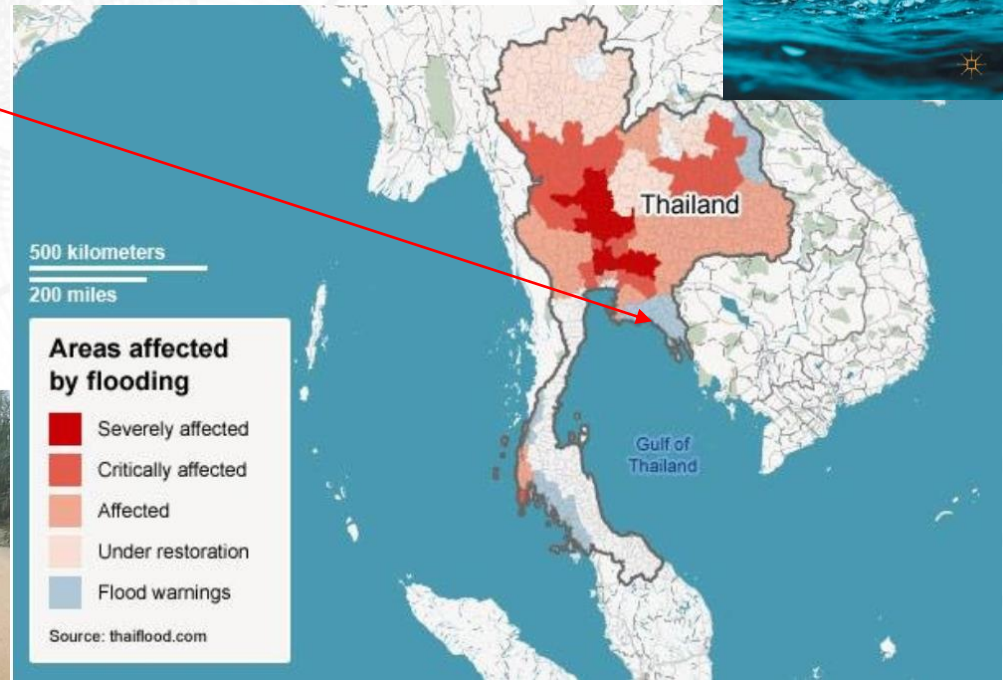 Thailand
500 kilometers
200 miles
Areas affected
by flooding
Severely affected
Critically affected
Affected
Under restoration
Flood warnings
Source: thaiflood.com
Gulf of
Thailand